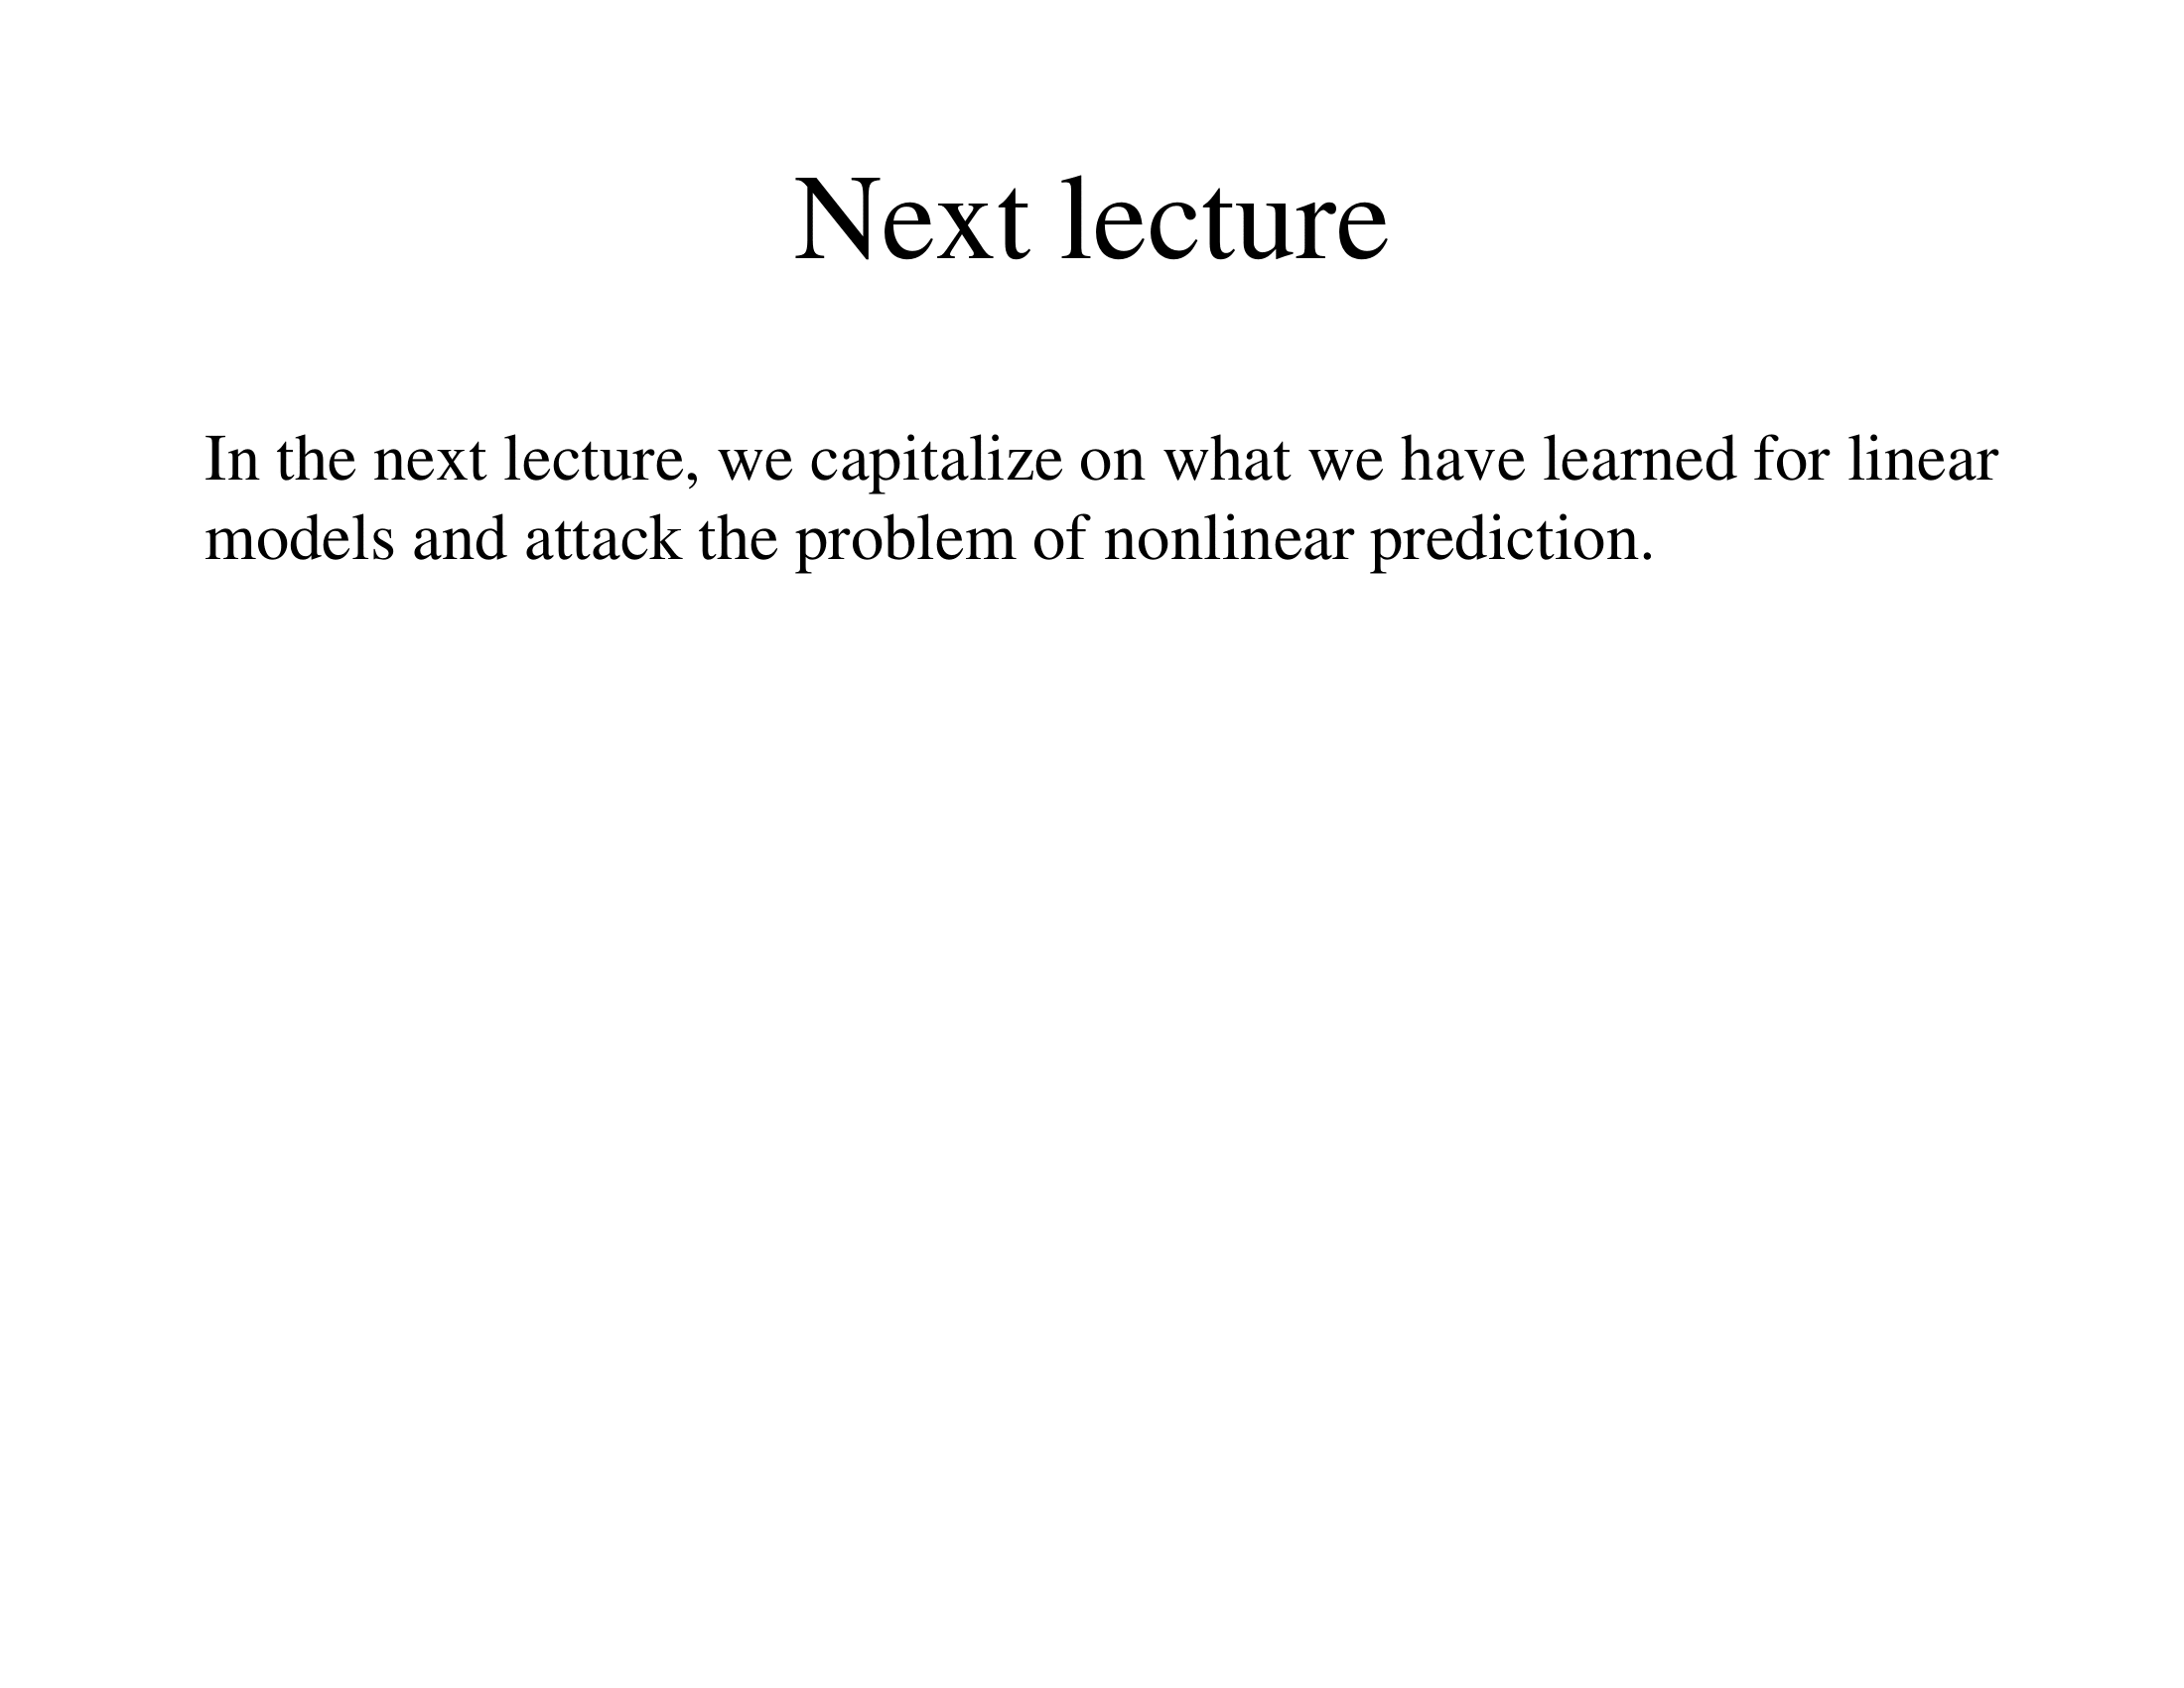 Next lecture
In the next lecture, we capitalize on what we have learned for linear
models and attack the problem of nonlinear prediction.